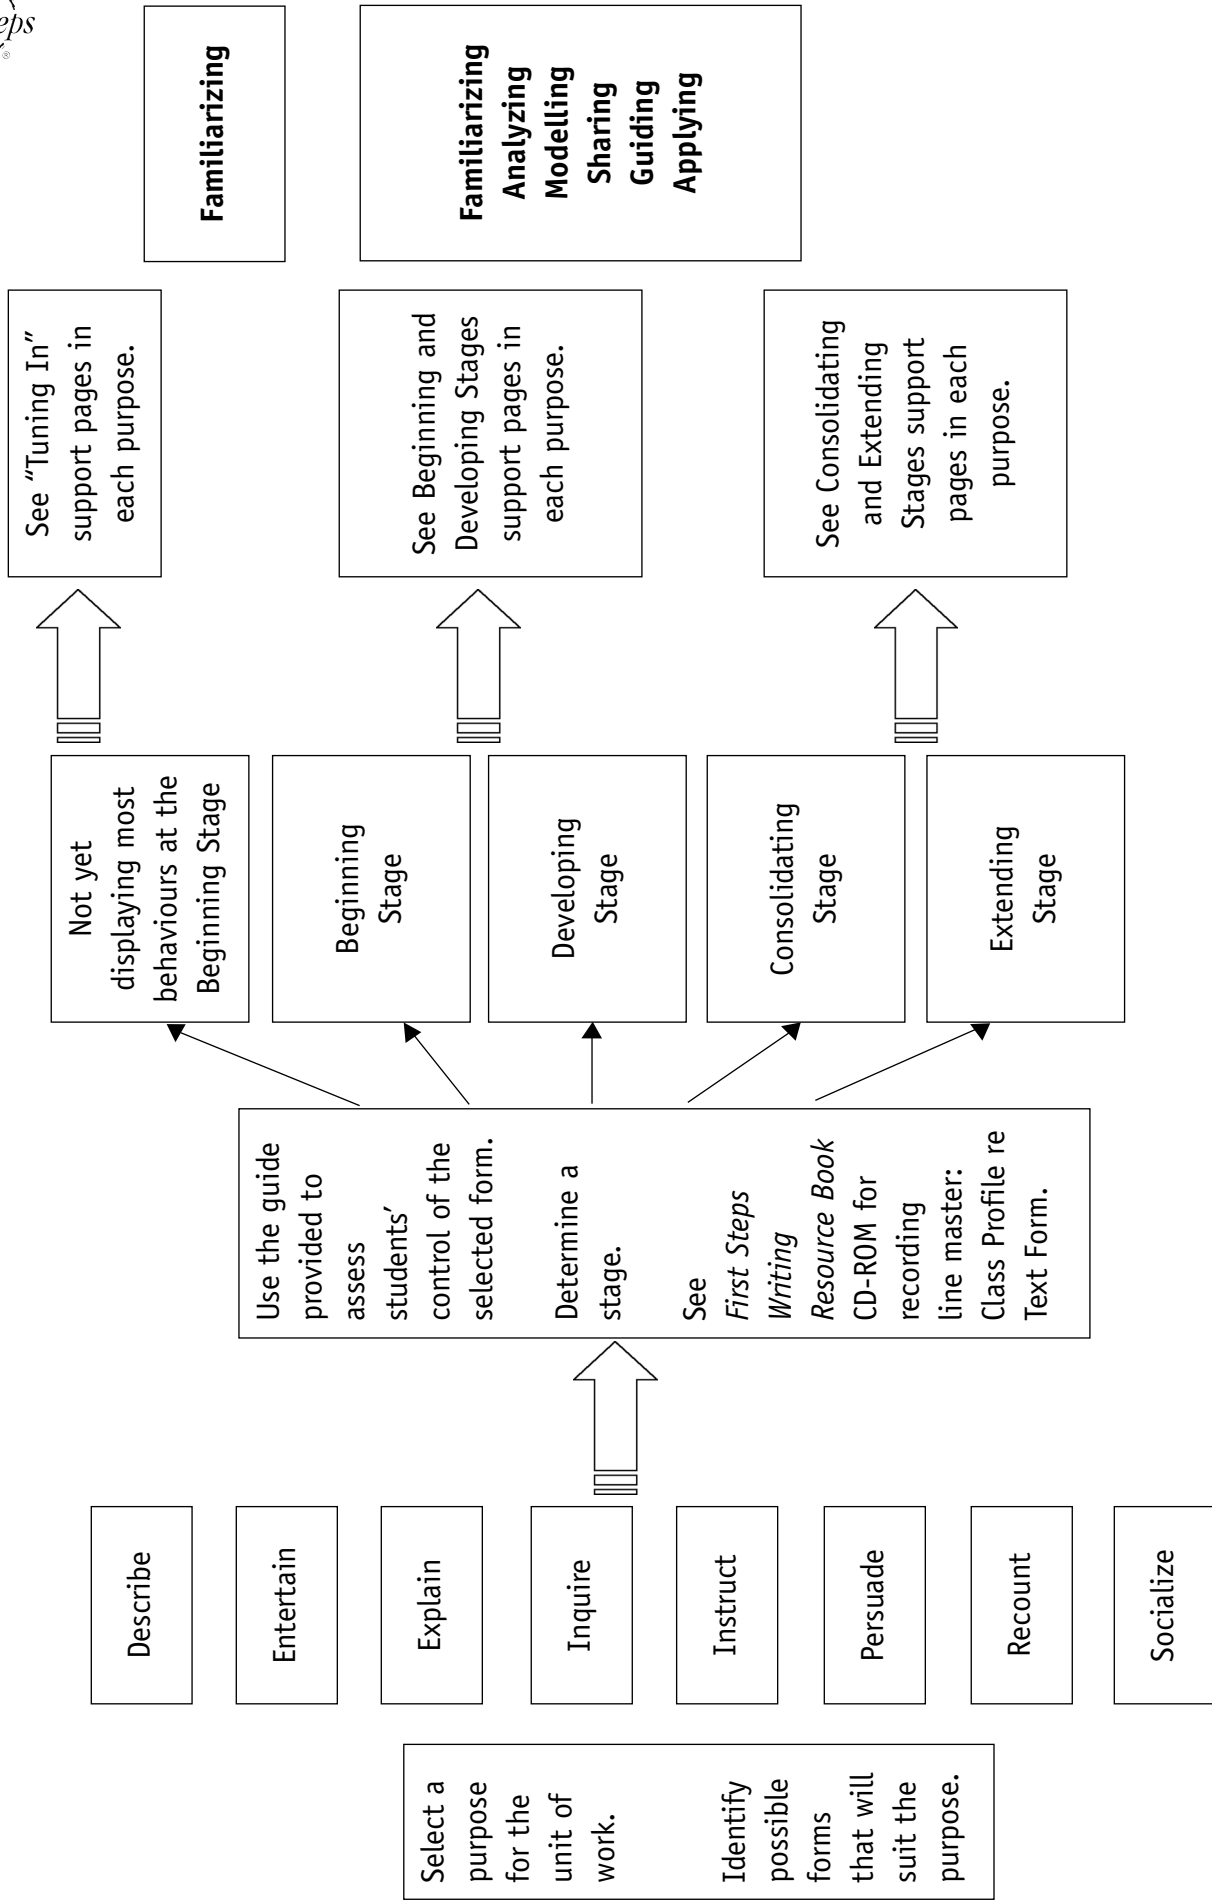 eps
®
Select a
purpose
for the
unit of
work.
Identify
possible
forms
that will
suit the
purpose.
Describe
Entertain
Explain
Inquire
Instruct
Persuade
Recount
Socialize
Use the guide
provided to
assess
students’
control of the
selected form.
Determine a
stage.
See
First Steps
Writing
Resource Book
CD-ROM for
recording
line master:
Class Profile re
Text Form.
Not yet
displaying most
behaviours at the
Beginning Stage
Beginning
Stage
Developing
Stage
Consolidating
Stage
Extending
Stage
See “Tuning In”
support pages in
each purpose.
See Beginning and
Developing Stages
support pages in
each purpose.
See Consolidating
and Extending
Stages support
pages in each
purpose.
Familiarizing
Familiarizing
Analyzing
Modelling
Sharing
Guiding
Applying